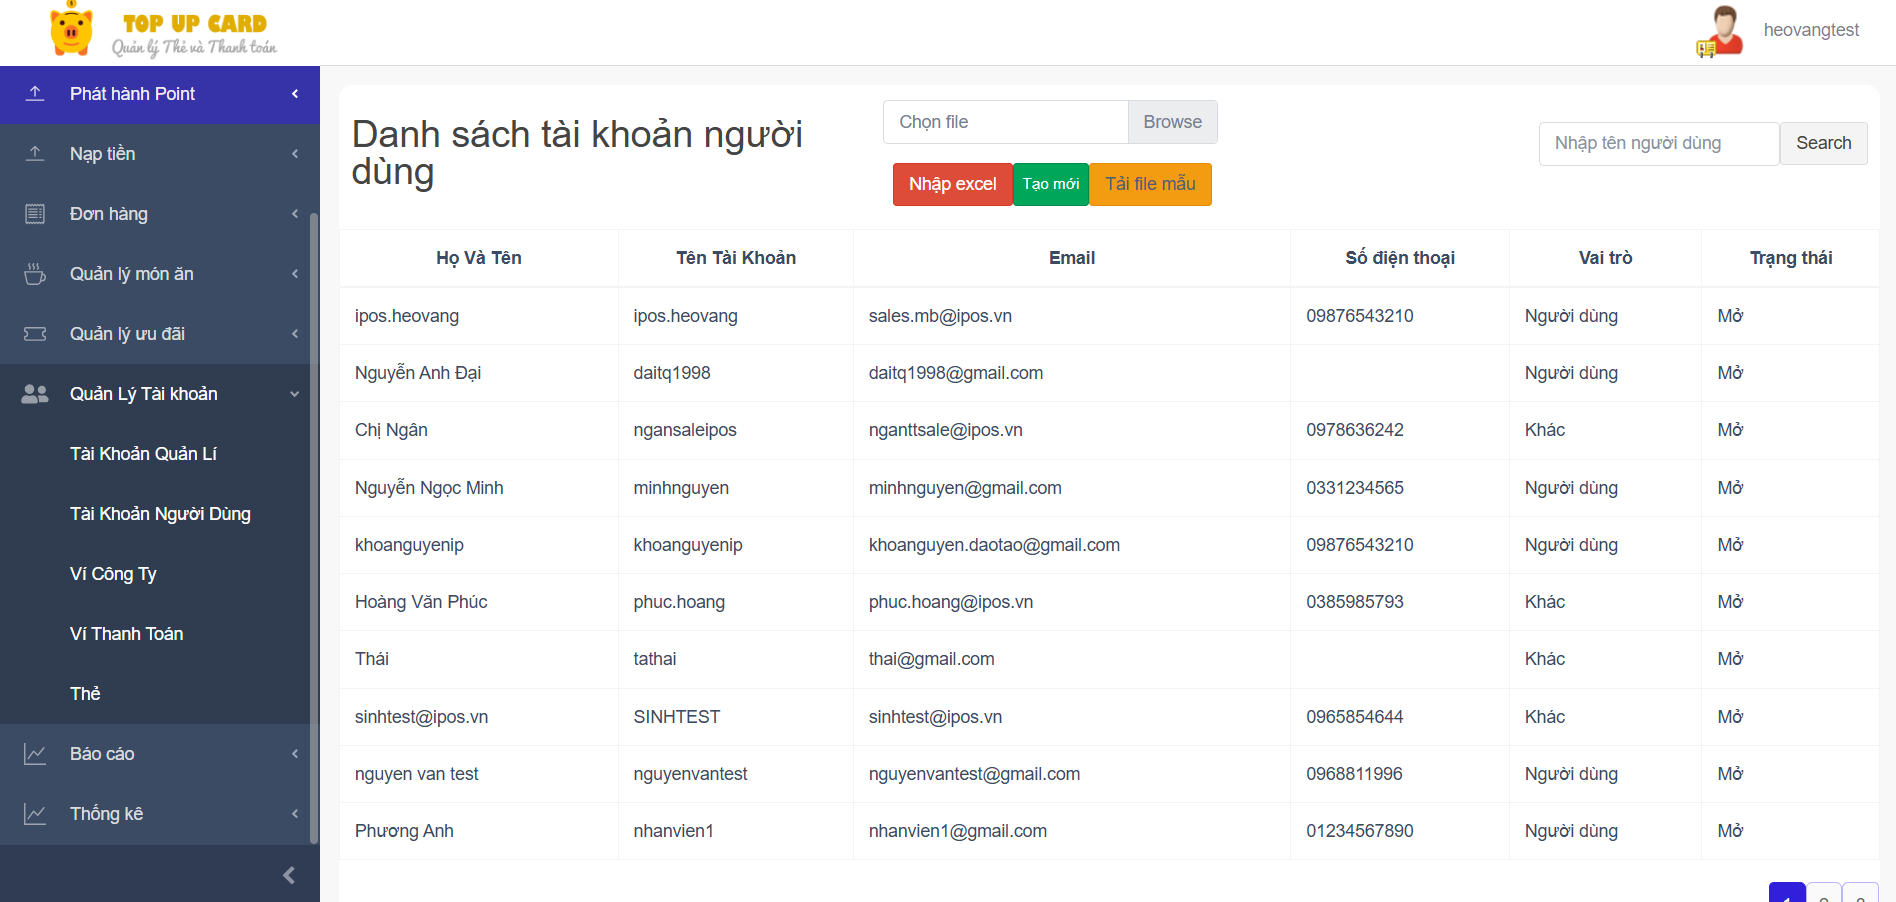 TOP UP CARD
Quản lý Thẻ và Thanh toán
heovangtest
Phát hành Point
Nạp tiền
Đơn hàng
Quản lý món ăn
Quản lý ưu đãi
Quản Lý Tài khoản
Tài Khoản Quản Lí
Tài Khoản Người Dùng
Ví Công Ty
Ví Thanh Toán
Thẻ
Báo cáo
Thống kê
Danh sách tài khoản người
dùng
Chọn file Browse
Nhập excel Tạo mới Tải file mẫu
Nhập tên người dùng Search
Họ Và Tên Tên Tài Khoản Email Số điện thoại Vai trò Trạng thái
ipos.heovang ipos.heovang sales.mb@ipos.vn 09876543210 Người dùng Mở
Nguyễn Anh Đại daitq1998 daitq1998@gmail.com Người dùng Mở
Chị Ngân ngansaleipos nganttsale@ipos.vn 0978636242 Khác Mở
Nguyễn Ngọc Minh minhnguyen minhnguyen@gmail.com 0331234565 Người dùng Mở
khoanguyenip khoanguyenip khoanguyen.daotao@gmail.com 09876543210 Người dùng Mở
Hoàng Văn Phúc phuc.hoang phuc.hoang@ipos.vn 0385985793 Khác Mở
Thái tathai thai@gmail.com Khác Mở
sinhtest@ipos.vn SINHTEST sinhtest@ipos.vn 0965854644 Khác Mở
nguyen van test nguyenvantest nguyenvantest@gmail.com 0968811996 Người dùng Mở
Phương Anh nhanvien1 nhanvien1@gmail.com 01234567890 Người dùng Mở